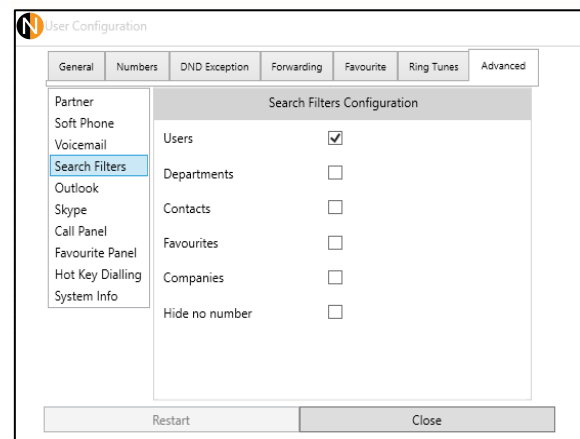 N User Configuration
General Numbers DND Exception Forwarding Favourite Ring Tunes Advanced
Partner
Soft Phone
Voicemail
Search Filters
Outlook
Skype
Call Panel
Favourite Panel
Hot Key Dialling
System Info
Search Filters Configuration
Users
Departments
Contacts
Favourites
Companies
Hide no number
Restart Close